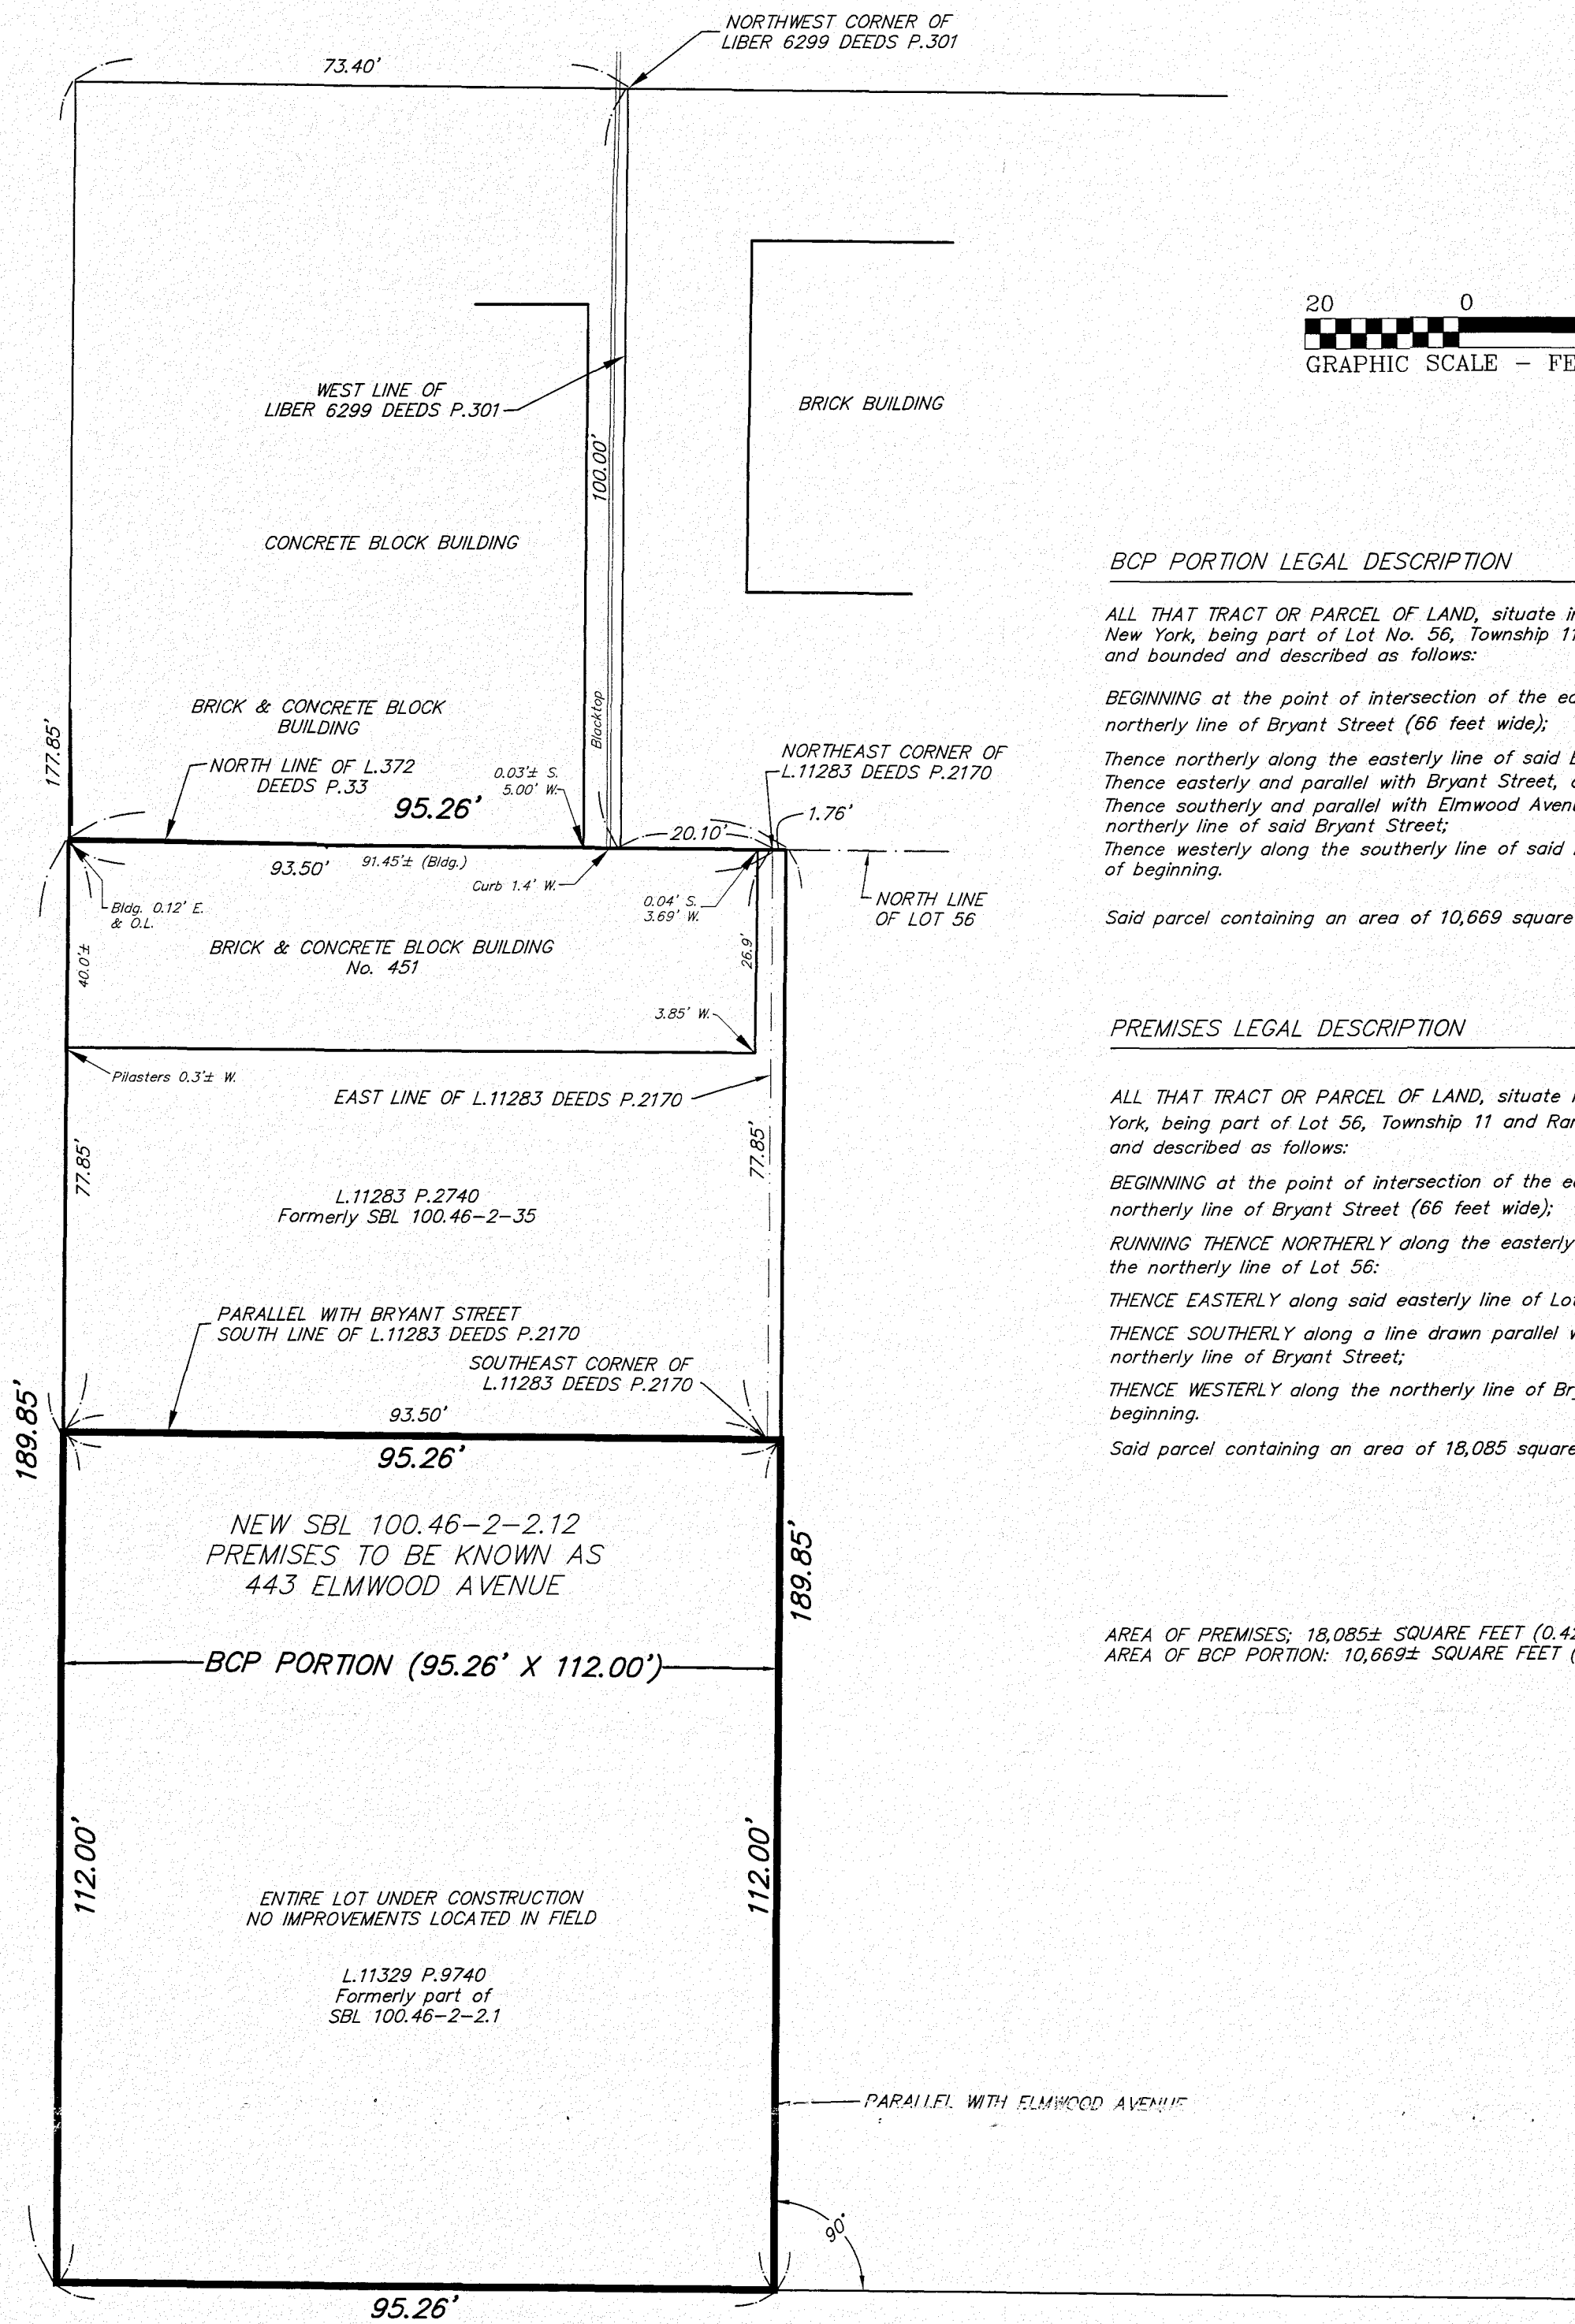 NORTHWEST CORNER OF
LIBER 6299 DEEDS P.301
73.40'
20 0
GRAPHIC SCALE –
WEST LINE OF
LIBER 6299 DEEDS P.301
BRICK BUILDING
100.00'
CONCRETE BLOCK BUILDING
BRICK & CONCRETE BLOCK
BUILDING
Blacktop
177.85'
NORTH LINE OF L.372
DEEDS P.33
0.03'± S.
5.00' W.
95.26'
NORTHEAST CORNER OF
L.11283 DEEDS P.2170
1.76'
20.10'
93.50'
91.45'± (Bldg.)
Curb 1.4' W.
0.04' S.
3.69' W.
NORTH LINE
OF LOT 56
Bldg. 0.12' E.
& O.L.
40.0'±
BRICK & CONCRETE BLOCK BUILDING
No. 451
26.9'
3.85' W.
Pilasters 0.3'± W.
EAST LINE OF L.11283 DEEDS P.2170
77.85'
77.85'
L.11283 P.2740
Formerly SBL 100.46-2-35
PARALLEL WITH BRYANT STREET
SOUTH LINE OF L.11283 DEEDS P.2170
SOUTHEAST CORNER OF
L.11283 DEEDS P.2170
93.50'
189.85'
95.26'
NEW SBL 100.46-2-2.12
PREMISES TO BE KNOWN AS
443 ELMWOOD AVENUE
189.85'
BCP PORTION (95.26' X 112.00')
112.00'
112.00'
ENTIRE LOT UNDER CONSTRUCTION
NO IMPROVEMENTS LOCATED IN FIELD
L.11329 P.9740
Formerly part of
SBL 100.46-2-2.1
PARALLEL WITH ELMWOOD AVENUE
90°
95.26'
BCP PORTION LEGAL DESCRIPTION
ALL THAT TRACT OR PARCEL OF LAND, situate
New York, being part of Lot No. 56, Township 11
and bounded and described as follows:
BEGINNING at the point of intersection of the
northerly line of Bryant Street (66 feet wide);
Thence northerly along the easterly line of said
Thence easterly and parallel with Bryant Street,
Thence southerly and parallel with Elmwood
northerly line of said Bryant Street;
Thence westerly along the southerly line of said
of beginning.
Said parcel containing an area of 10,669 square
PREMISES LEGAL DESCRIPTION
ALL THAT TRACT OR PARCEL OF LAND, situate
York, being part of Lot 56, Township 11 and
and described as follows:
BEGINNING at the point of intersection of the
northerly line of Bryant Street (66 feet wide);
RUNNING THENCE NORTHERLY along the easterly
the northerly line of Lot 56:
THENCE EASTERLY along said easterly line of
THENCE SOUTHERLY along a line drawn parallel
northerly line of Bryant Street;
THENCE WESTERLY along the northerly line of
beginning.
Said parcel containing an area of 18,085 square
AREA OF PREMISES; 18,085± SQUARE FEET (0.42
AREA OF BCP PORTION: 10,669± SQUARE FEET (